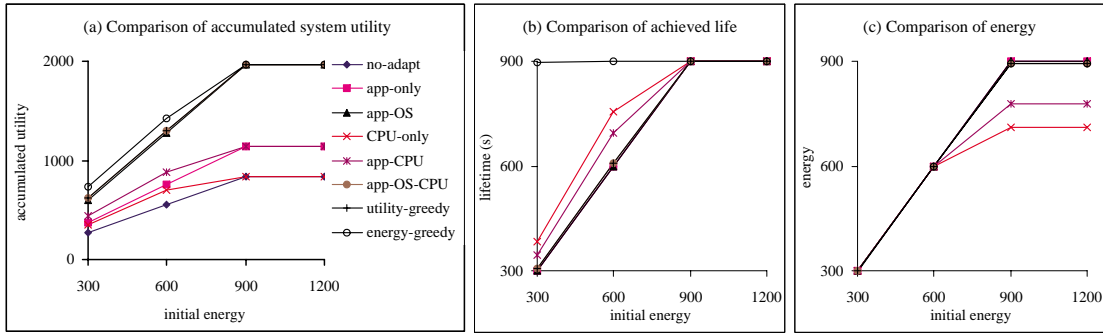 (a) Comparison of accumulated system utility
2000
1000
0
accumulated utility
300 600 900 1200
initial energy
no-adapt
app-only
app-OS
CPU-only
app-CPU
app-OS-CPU
utility-greedy
energy-greedy
(b) Comparison of achieved life
900
600
300
lifetime (s)
300 600 900 1200
initial energy
(c) Comparison of energy
900
600
300
energy
300 600 900 1200
initial energy